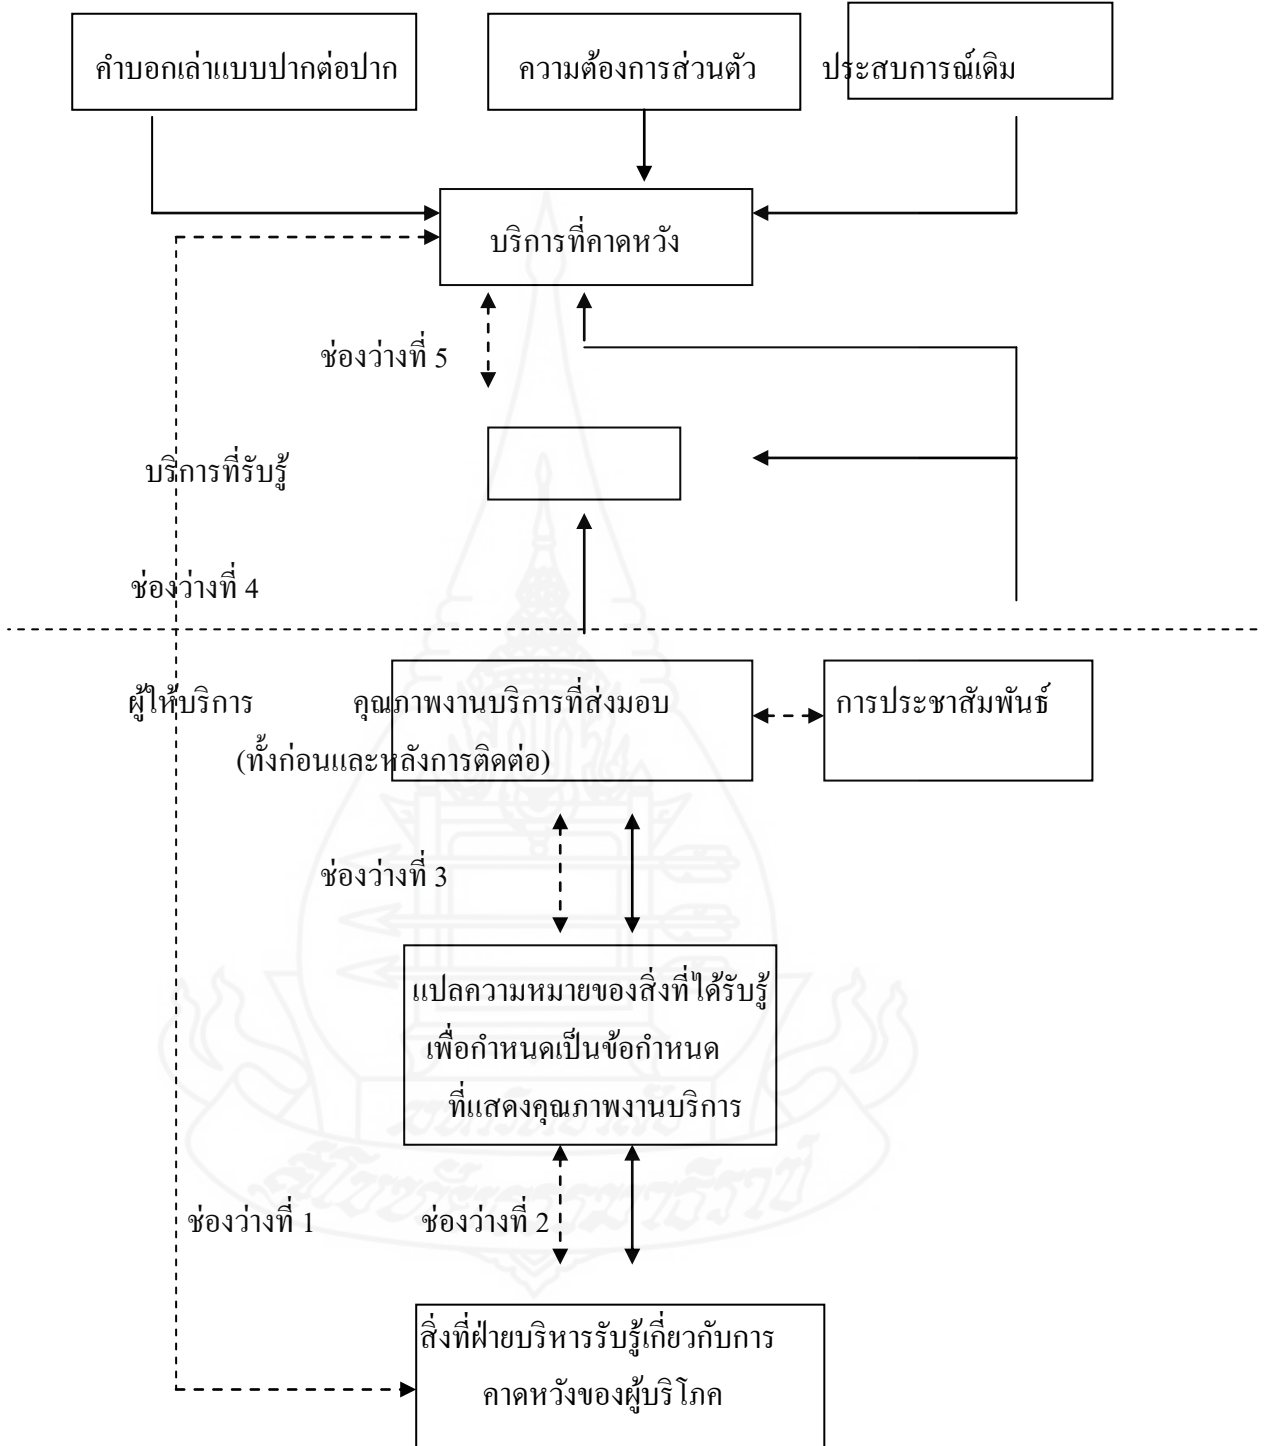 คำบอกเล่าแบบปากต่อปาก
ความต้องการส่วนตัว
ประสบการณ์เดิม
บริการที่คาดหวัง
ช่องว่างที่ 5
บริการที่รับรู้
ช่องว่างที่ 4
ผู้ให้บริการ
คุณภาพงานบริการที่ส่งมอบ
การประชาสัมพันธ์
(ทั้งก่อนและหลังการติดต่อ)
ช่องว่างที่ 3
แปลความหมายของสิ่งที่ได้รับรู้
เพื่อกำหนดเป็นข้อกำหนด
ที่แสดงคุณภาพงานบริการ
ช่องว่างที่ 1
ช่องว่างที่ 2
สิ่งที่ฝ่ายบริหารรับรู้เกี่ยวกับการ
คาดหวังของผู้บริโภค